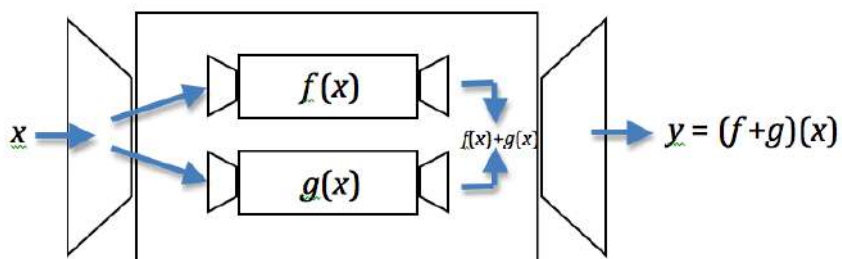 f(x)
x
f(x)+g(x)
y = (f+g)(x)
g(x)